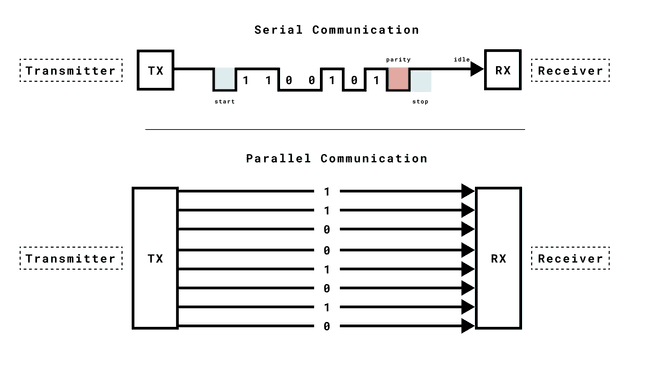 Serial Communication
parity
idle
Transmitter
TX
1 1 0 0 1 0 1
RX
Receiver
start
stop
Parallel Communication
1
1
0
0
Transmitter
TX
RX
Receiver
1
0
1
0